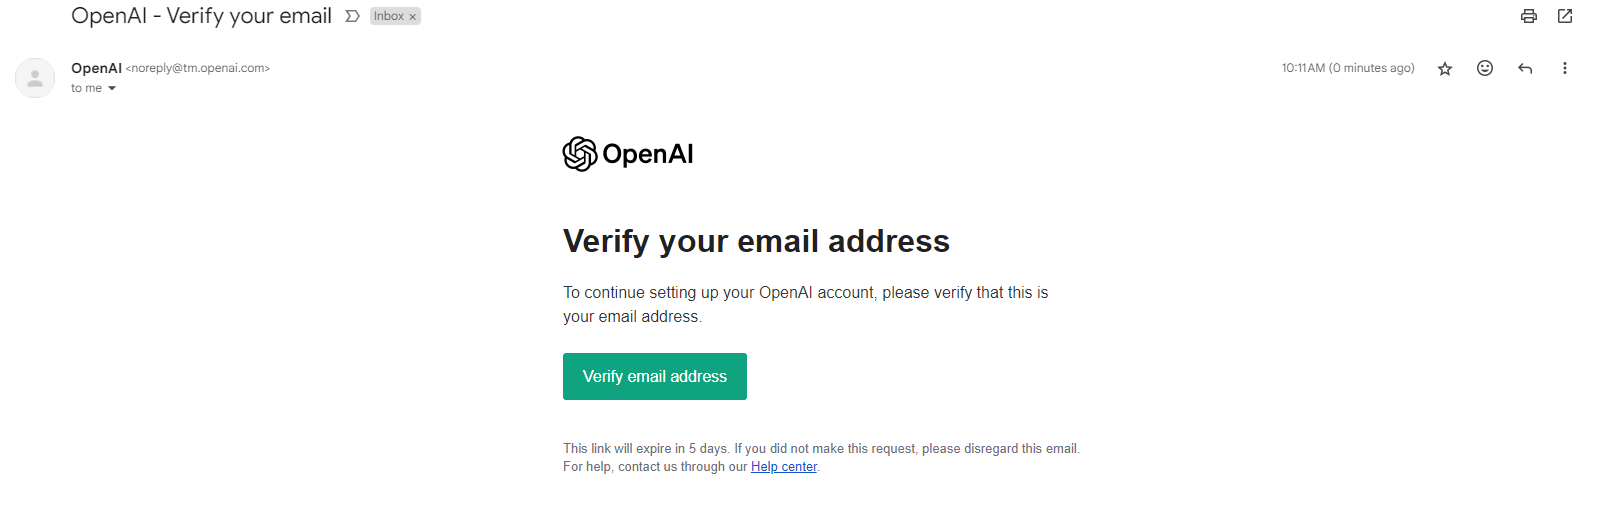 OpenAI - Verify your email Inbox ×
OpenAI <noreply@tm.openai.com> 10:11 AM (0 minutes ago)
to me
OpenAI
Verify your email address
To continue setting up your OpenAI account, please verify that this is
your email address.
Verify email address
This link will expire in 5 days. If you did not make this request, please disregard this email.
For help, contact us through our Help center.